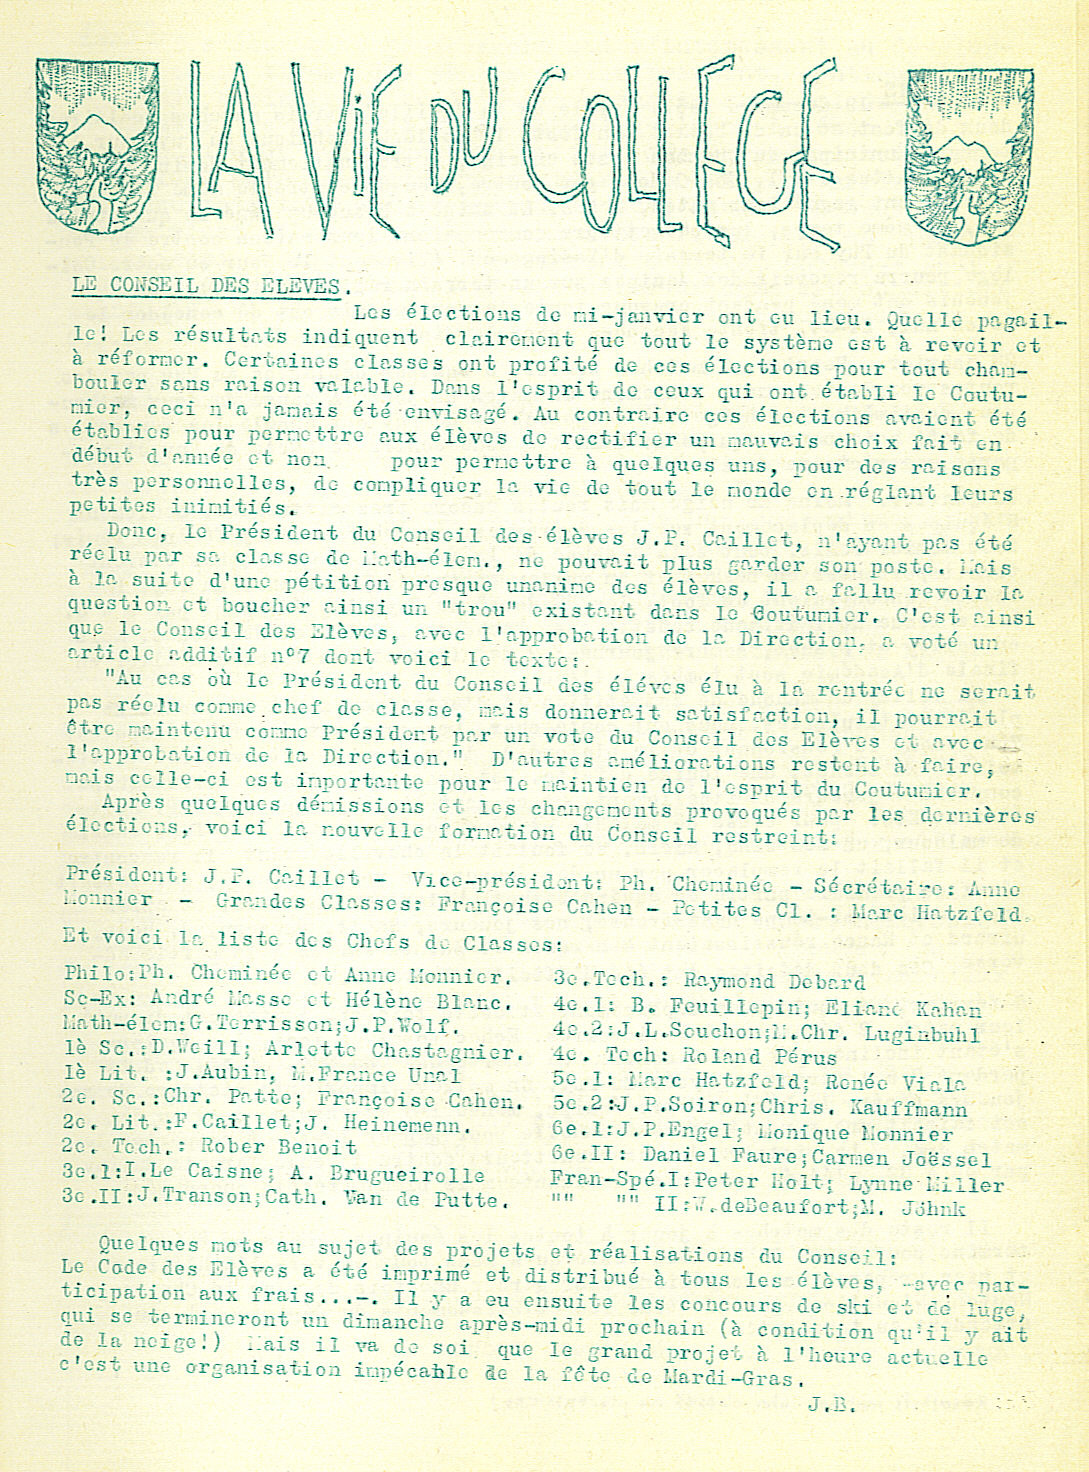 LA VIE DU COLLEGE
LE CONSEIL DES ELEVES.
Les élections de mi-janvier ont eu lieu. Quelle pagail-
le! Les résultats indiquent clairement que tout le système est à revoir et
à réformer. Certaines classes ont profité de ces élections pour tout cham-
bouler sans raison valable. Dans l'esprit de ceux qui ont établi le Coutu-
mier, ceci n'a jamais été envisagé. Au contraire ces élections avaient été
établies pour permettre aux élèves de rectifier un mauvais choix fait en
début d'année et non pour permettre à quelques uns, pour des raisons
très personnelles, de compliquer la vie de tout le monde en réglant leurs
petites inimitiés.
Donc, le Président du Conseil des élèves J.P. Caillet, n'ayant pas été
réélu par sa classe de Math-élem., ne pouvait plus garder son poste. Mais
à la suite d'une pétition presque unanime des élèves, il a fallu revoir la
question et boucher ainsi un "trou" existant dans le Coutumier. C'est ainsi
que le Conseil des Elèves, avec l'approbation de la Direction, a voté un
article additif n°7 dont voici le texte:
"Au cas où le Président du Conseil des éléves élu à la rentrée ne serait
pas réélu comme chef de classe, mais donnerait satisfaction, il pourrait
être maintenu comme Président par un vote du Conseil des Elèves et avec
l'approbation de la Direction." D'autres améliorations restent à faire,
mais celle-ci est importante pour le maintien de l'esprit du Coutumier.
Après quelques démissions et les changements provoqués par les dernières
élections, voici la nouvelle formation du Conseil restreint:
Président: J.P. Caillet - Vice-président: Ph. Cheminée - Sécrétaire: Anne
Monnier - Grandes Classes: Françoise Cahen - Petites Cl. : Marc Hatzfeld.
Et voici la liste des Chefs de Classes:
Philo:Ph. Cheminée et Anne Monnier.
Sc-Ex: André Masse et Hélène Blanc.
Math-élem:G.Terrisson;J.P.Wolf.
1è Sc.:D.Weill; Arlette Chastagnier.
1è Lit. :J.Aubin, M.France Unal
2e. Sc.:Chr. Patte; Françoise Cahen.
2e. Lit.:F.Caillet;J. Heinemenn.
2e. Tech.: Rober Benoit
3e.1:I.Le Caisne; A. Brugueirolle
3e.II:J.Transon;Cath. Van de Putte.
3e.Tech.: Raymond Debard
4e.1: B. Feuillepin; Eliane Kahan
4e.2:J.L.Souchon;M.Chr. Luginbuhl
4e. Tech: Roland Pérus
5e.1: Marc Hatzfeld; Renée Viala
5e.2:J.P.Soiron;Chris. Kauffmann
6e.1:J.P.Engel; Monique Monnier
6e.II: Daniel Faure;Carmen Joëssel
Fran-Spé.I:Peter Holt; Lynne Miller
"" "" II:W.deBeaufort;M. Jöhnk
Quelques mots au sujet des projets et réalisations du Conseil:
Le Code des Elèves a été imprimé et distribué à tous les élèves, -avec par-
ticipation aux frais...-. Il y a eu ensuite les concours de ski et de luge,
qui se termineront un dimanche après-midi prochain (à condition qu'il y ait
de la neige!) Mais il va de soi que le grand projet à l'heure actuelle
c'est une organisation impécable de la fête de Mardi-Gras.
J.B.